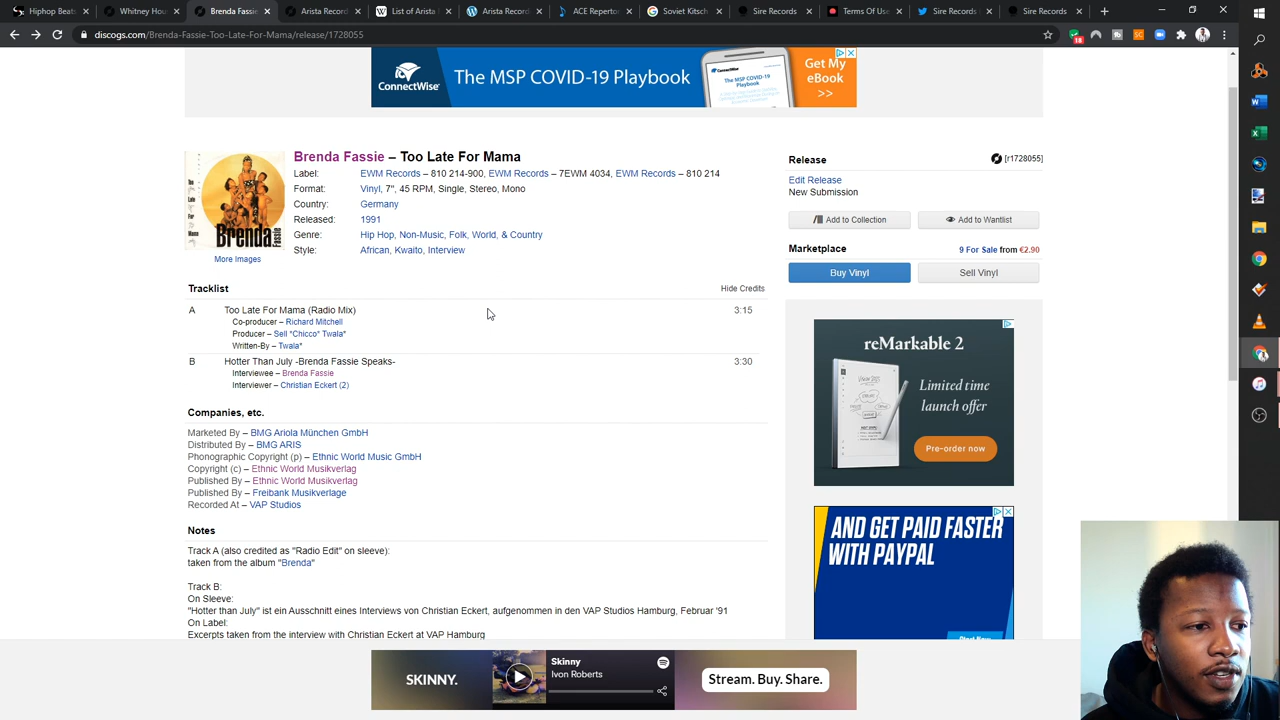 Hiphop Beats
Whitney Hou
Brenda Fassie
Arista Record
List of Arista
Arista Record
ACE Reperto
Soviet Kitsch
Sire Records
Terms Of Use
Sire Records
Sire Records
discogs.com/Brenda-Fassie-Too-Late-For-Mama/release/1728055
ConnectWise
The MSP COVID-19 Playbook
Get My
eBook
>>
Brenda Fassie – Too Late For Mama
Label: EWM Records – 810 214-900, EWM Records – 7EWM 4034, EWM Records – 810 214
Format: Vinyl, 7", 45 RPM, Single, Stereo, Mono
Country: Germany
Released: 1991
Genre: Hip Hop, Non-Music, Folk, World, & Country
Style: African, Kwaito, Interview
Brenda Fassie
More Images
Release [r1728055]
Edit Release
New Submission
Add to Collection Add to Wantlist
Marketplace 9 For Sale from €2.90
Buy Vinyl Sell Vinyl
Tracklist Hide Credits
A Too Late For Mama (Radio Mix) 3:15
Co-producer – Richard Mitchell
Producer – Sell "Chicco" Twala*
Written-By – Twala*
B Hotter Than July -Brenda Fassie Speaks- 3:30
Interviewee – Brenda Fassie
Interviewer – Christian Eckert (2)
Companies, etc.
Marketed By – BMG Ariola München GmbH
Distributed By – BMG ARIS
Phonographic Copyright (p) – Ethnic World Music GmbH
Copyright (c) – Ethnic World Musikverlag
Published By – Ethnic World Musikverlag
Published By – Freibank Musikverlage
Recorded At – VAP Studios
Notes
Track A (also credited as "Radio Edit" on sleeve):
taken from the album "Brenda"
Track B:
On Sleeve:
"Hotter than July" ist ein Ausschnitt eines Interviews von Christian Eckert, aufgenommen in den VAP Studios Hamburg, Februar '91
On Label:
Excerpts taken from the interview with Christian Eckert at VAP Hamburg
reMarkable 2
Limited time
launch offer
Pre-order now
AND GET PAID FASTER
WITH PAYPAL
SKINNY.
Skinny
Ivon Roberts
Stream. Buy. Share.